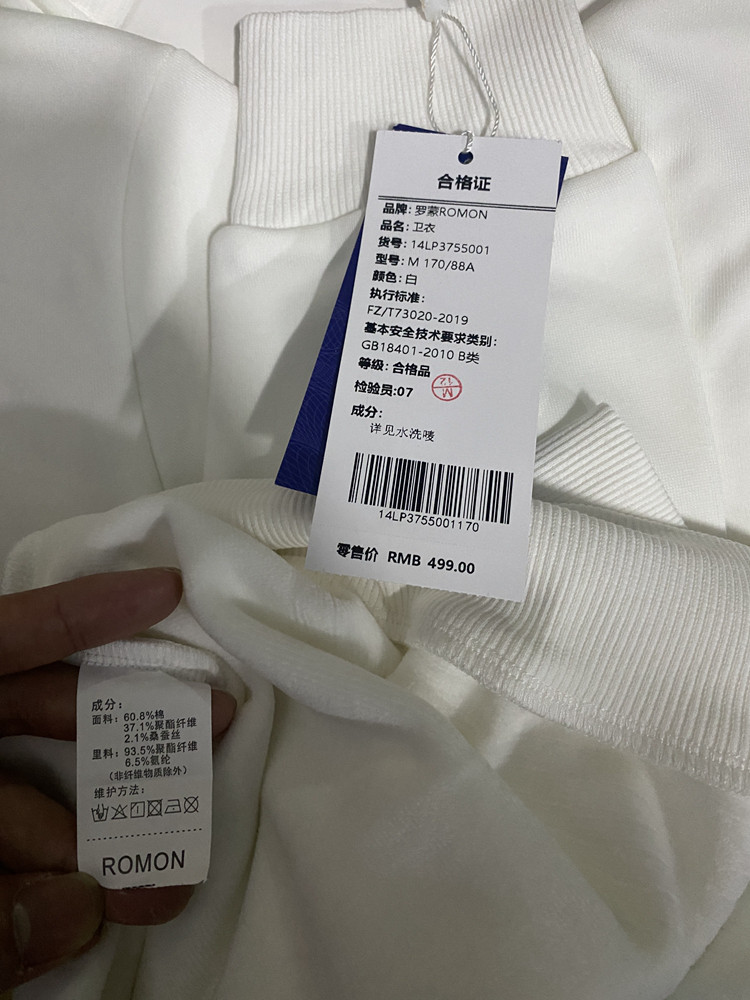 合格证
品牌: 罗蒙ROMON
品名: 卫衣
货号: 14LP3755001
型号: M 170/88A
颜色: 白
执行标准:
FZ/T73020-2019
基本安全技术要求类别:
GB18401-2010 B类
等级: 合格品
检验员:07
M
12
成分:
详见水洗唛
14LP3755001170
零售价 RMB 499.00
成分:
面料: 60.8%棉
37.1%聚酯纤维
2.1%桑蚕丝
里料: 93.5%聚酯纤维
6.5%氨纶
(非纤维物质除外)
维护方法:
ROMON